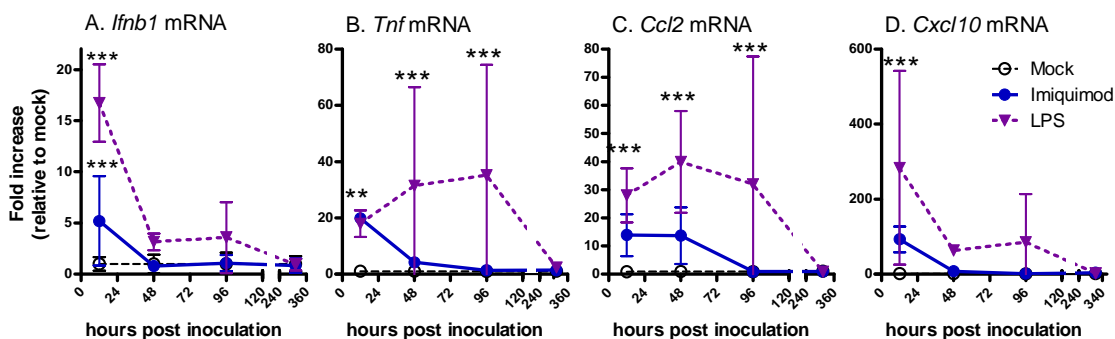 A. Ifnb1 mRNA
B. Tnf mRNA
C. Ccl2 mRNA
D. Cxcl10 mRNA
Fold increase
(relative to mock)
20
15
10
5
0
***
***
0 24 48 72 96 120 240 360
hours post inoculation
80
60
40
20
0
**
***
***
0 24 48 72 96 120 240 360
hours post inoculation
80
70
60
50
40
30
20
10
0
***
***
***
0 24 48 72 96 120 240 360
hours post inoculation
600
400
200
0
***
Mock
Imiquimod
LPS
0 24 48 72 96 120 240 340
hours post inoculation